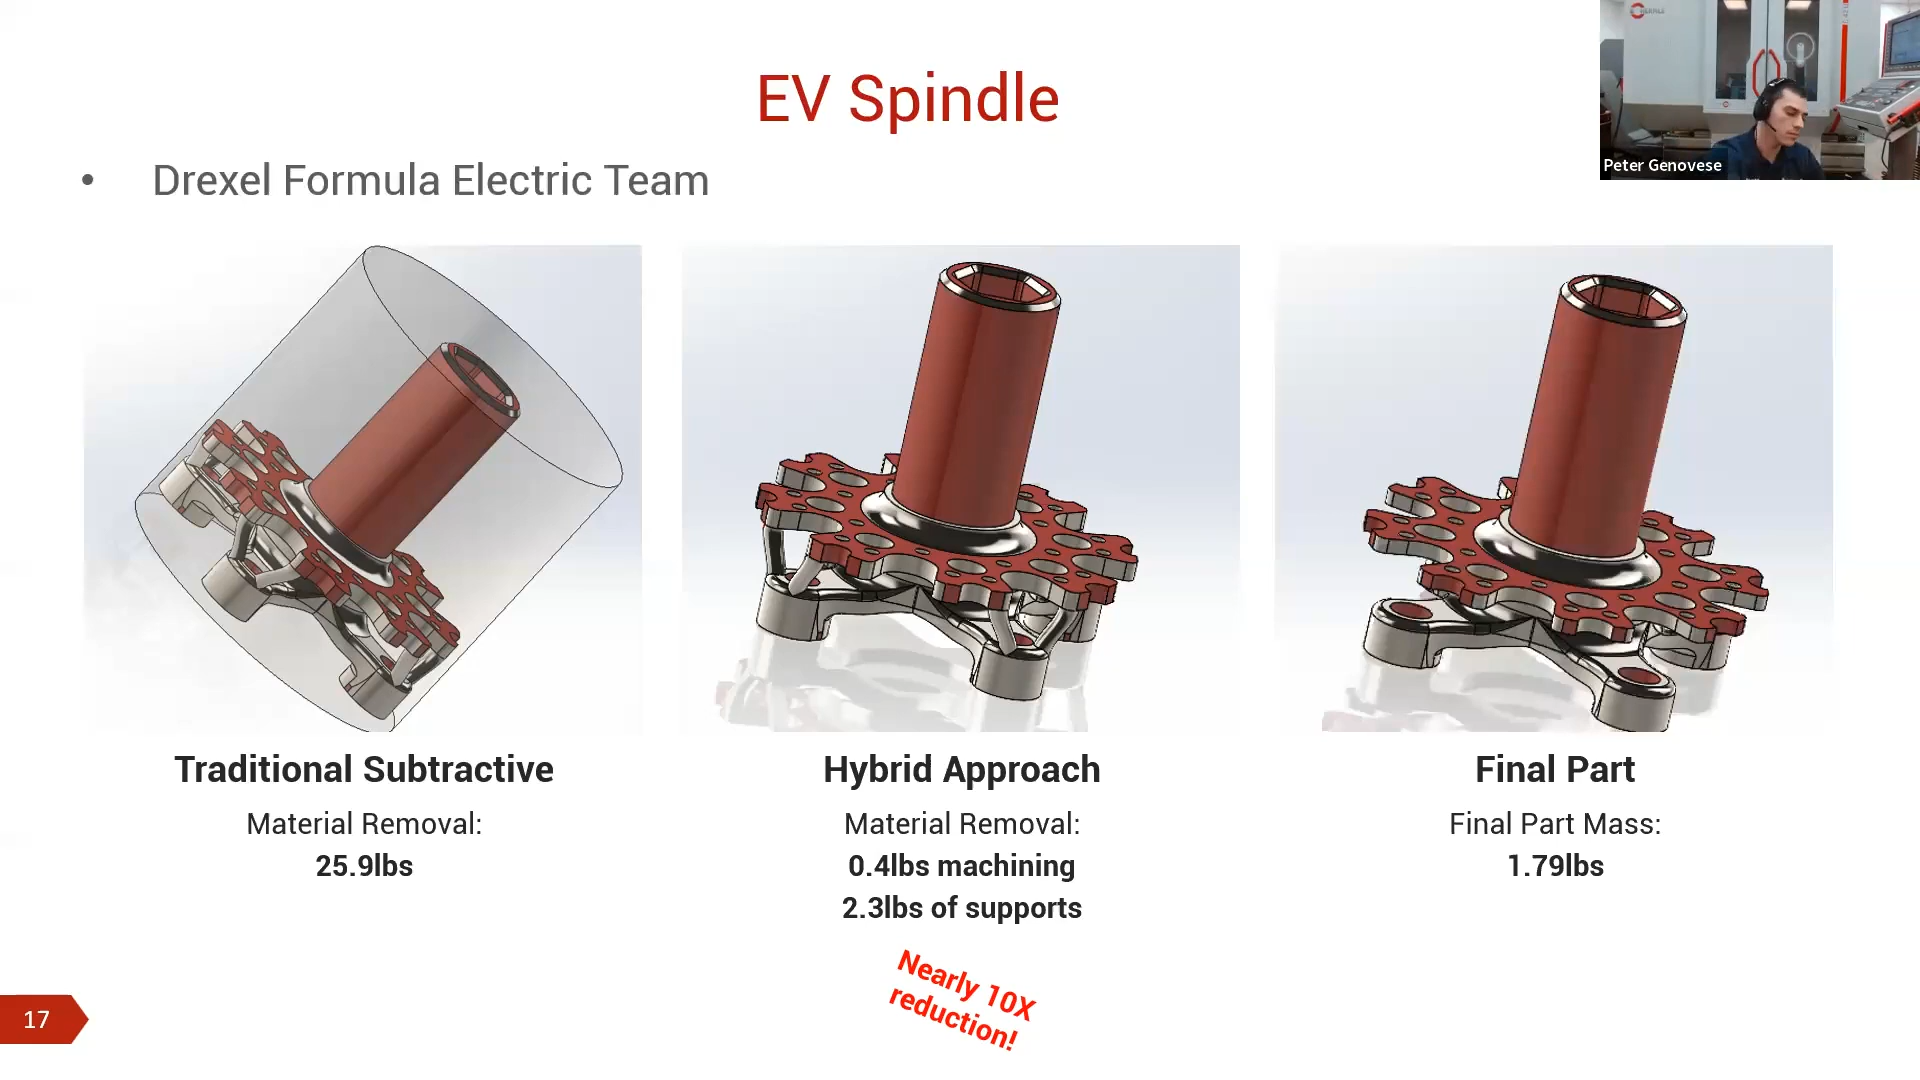 EV Spindle
• Drexel Formula Electric Team
Peter Genovese
Traditional Subtractive
Material Removal:
25.9lbs
Hybrid Approach
Material Removal:
0.4lbs machining
2.3lbs of supports
Nearly 10X
reduction!
Final Part
Final Part Mass:
1.79lbs
17